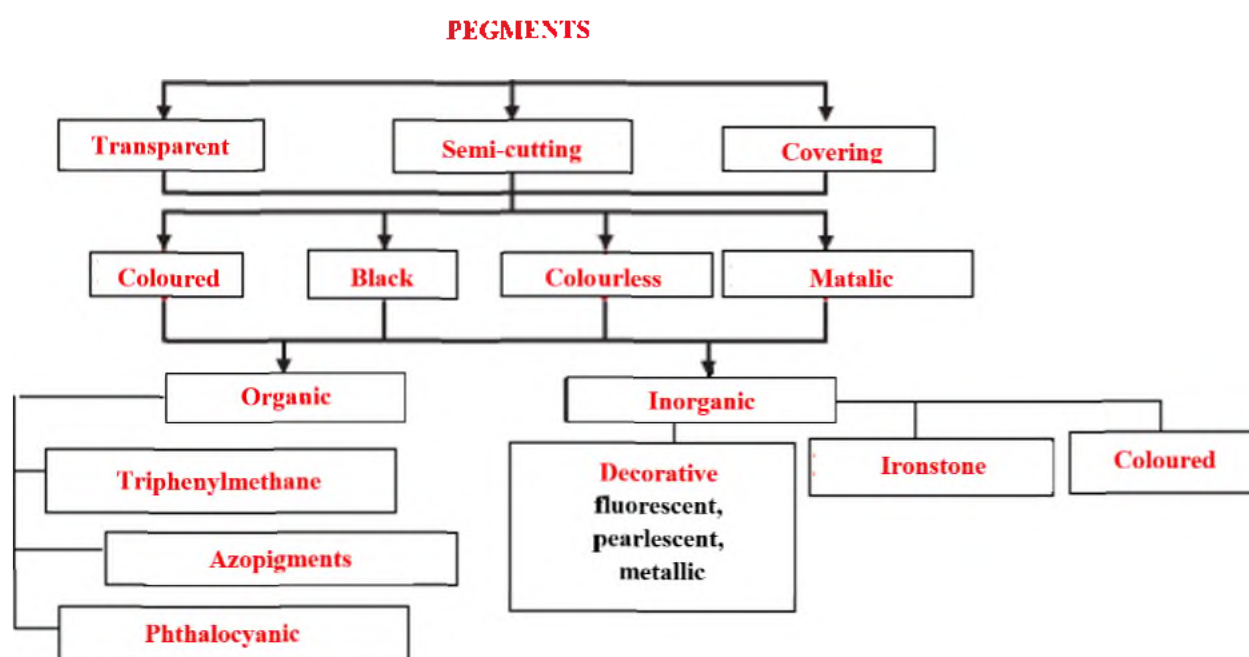 PEGMENTS
Transparent
Semi-cutting
Covering
Coloured
Black
Colourless
Matalic
Organic
Inorganic
Triphenylmethane
Azopigments
Phthalocyanic
Decorative
fluorescent,
pearlescent,
metallic
Ironstone
Coloured